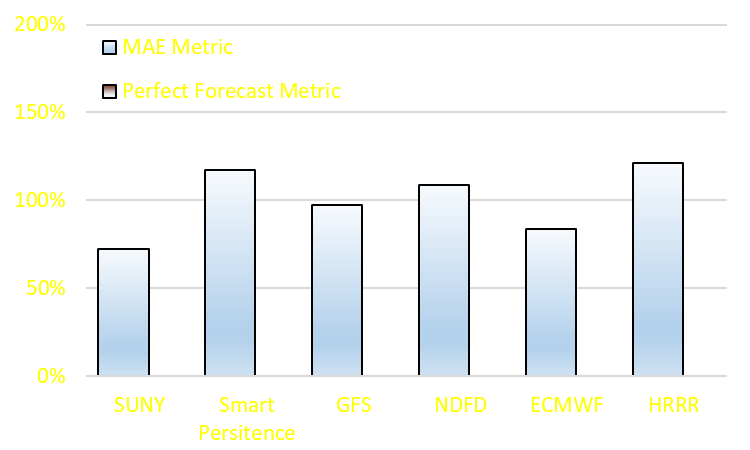 200%
MAE Metric
Perfect Forecast Metric
150%
100%
50%
0%
SUNY
Smart
Persitence
GFS
NDFD
ECMWF
HRRR